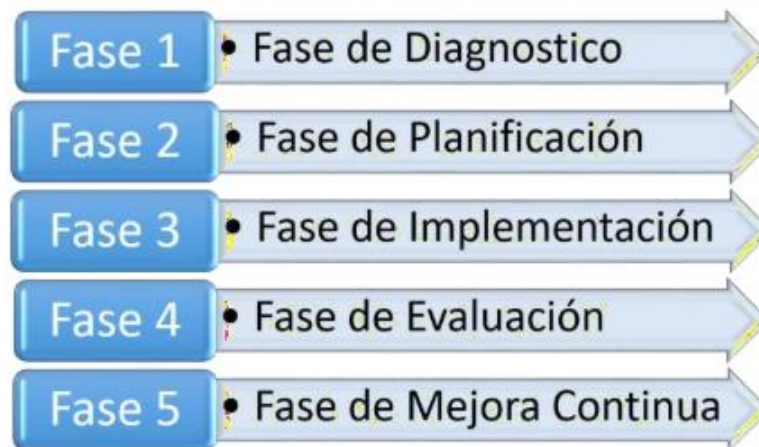 Fase 1
• Fase de Diagnostico
Fase 2
• Fase de Planificación
Fase 3
• Fase de Implementación
Fase 4
• Fase de Evaluación
Fase 5
• Fase de Mejora Continua